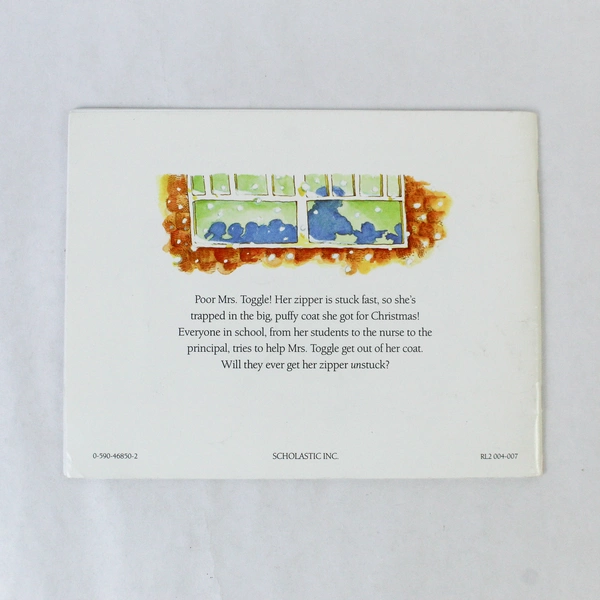 Poor Mrs. Toggle! Her zipper is stuck fast, so she's
trapped in the big, puffy coat she got for Christmas!
Everyone in school, from her students to the nurse to the
principal, tries to help Mrs. Toggle get out of her coat.
Will they ever get her zipper unstuck?
0-590-46850-2 SCHOLASTIC INC. RL2 004-007